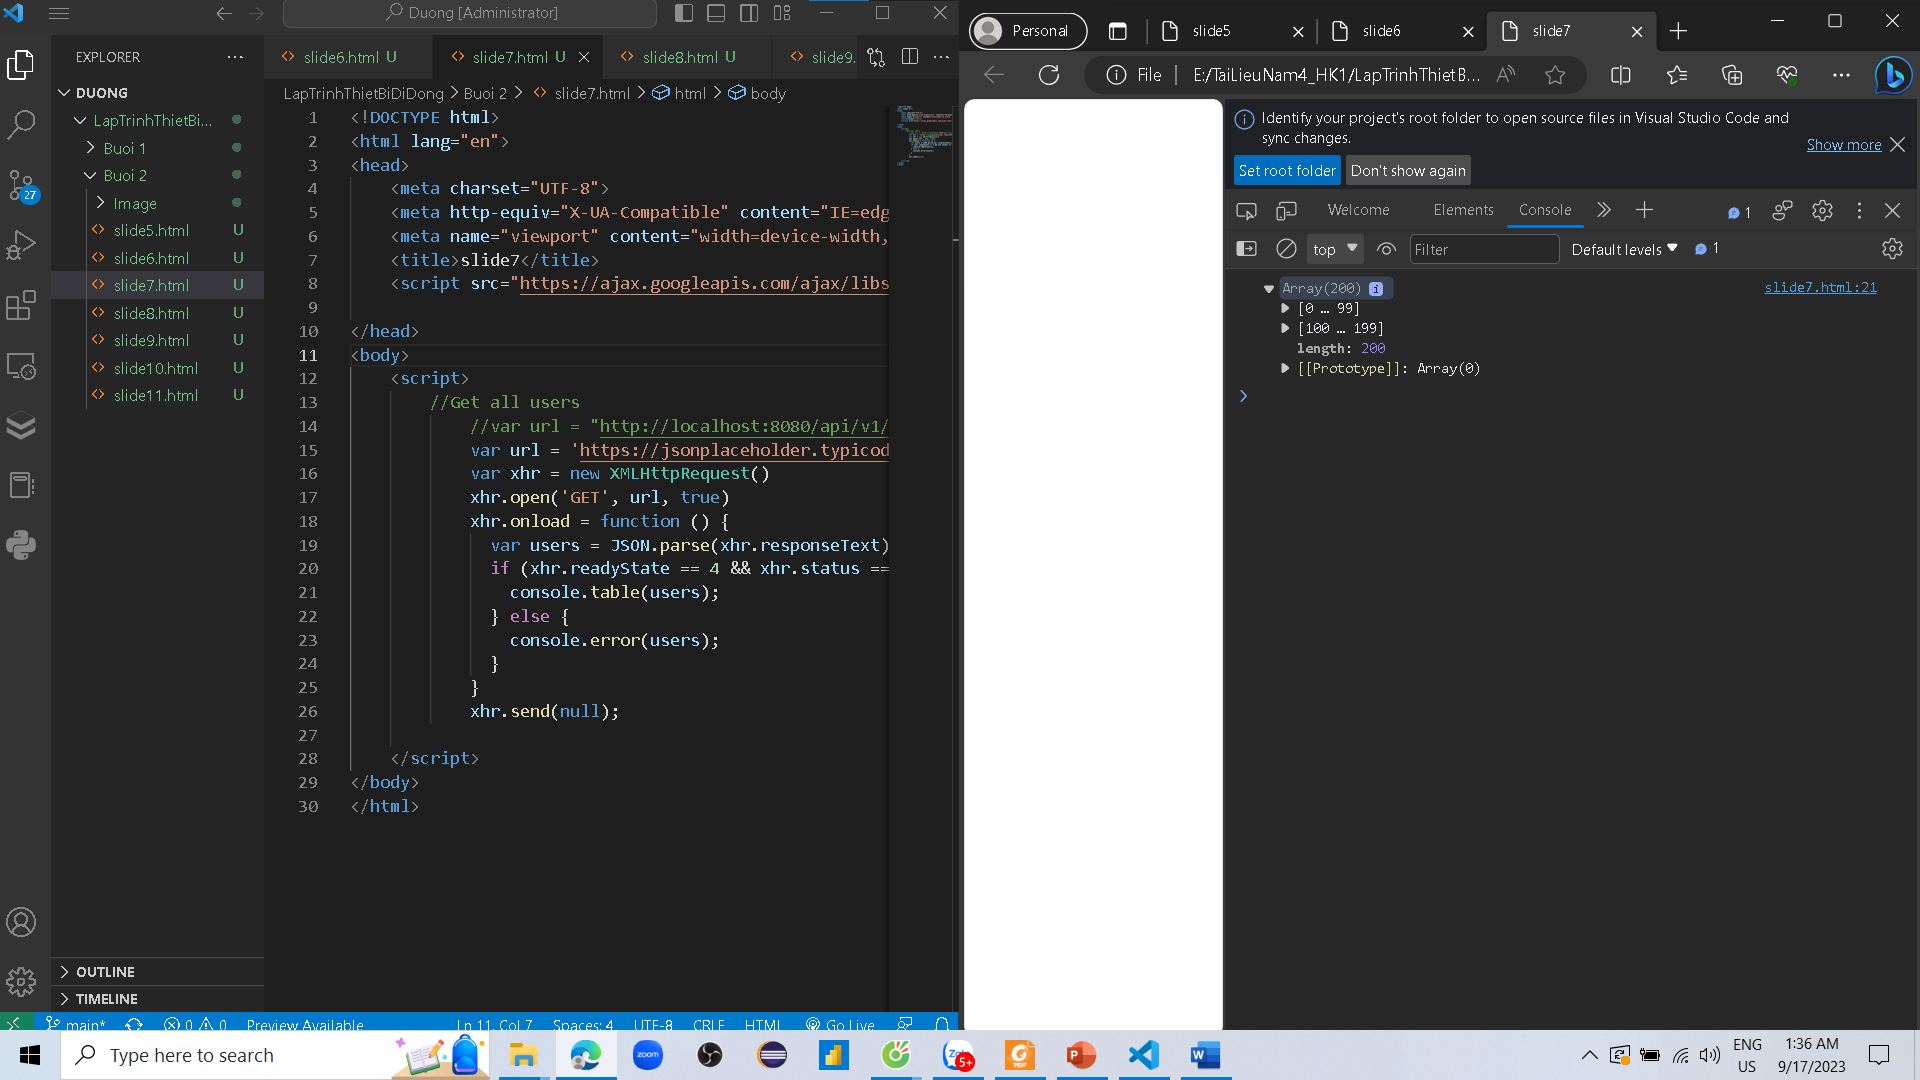 Duong [Administrator]
EXPLORER
slide6.html U
slide7.html U
slide8.html U
slide9.
DUONG
LapTrinhThietBi...
Buoi 1
Buoi 2
Image
slide5.html U
slide6.html U
slide7.html U
slide8.html U
slide9.html U
slide10.html U
slide11.html U
OUTLINE
TIMELINE
27
LapTrinhThietBiDiDong > Buoi 2 > slide7.html > html > body
1 <!DOCTYPE html>
2 <html lang="en">
3 <head>
4 <meta charset="UTF-8">
5 <meta http-equiv="X-UA-Compatible" content="IE=edg
6 <meta name="viewport" content="width=device-width,
7 <title>slide7</title>
8 <script src="https://ajax.googleapis.com/ajax/libs
9
10 </head>
11 <body>
12 <script>
13 //Get all users
14 //var url = "http://localhost:8080/api/v1/
15 var url = 'https://jsonplaceholder.typicod
16 var xhr = new XMLHttpRequest()
17 xhr.open('GET', url, true)
18 xhr.onload = function () {
19 var users = JSON.parse(xhr.responseText)
20 if (xhr.readyState == 4 && xhr.status ==
21 console.table(users);
22 } else {
23 console.error(users);
24 }
25 }
26 xhr.send(null);
27
28 </script>
29 </body>
30 </html>
main* 0 0 Preview Available Ln 11, Col 7 Spaces: 4 UTF-8 CRLF HTML Go Live
Personal
slide5
slide6
slide7
File E:/TaiLieuNam4_HK1/LapTrinhThietB...
Identify your project's root folder to open source files in Visual Studio Code and
sync changes.
Show more
Set root folder
Don't show again
Welcome Elements Console 1
top Filter Default levels 1
Array(200) i slide7.html:21
[0 … 99]
[100 … 199]
length: 200
[[Prototype]]: Array(0)
Type here to search
zoom
5+
PDF
ENG
US
1:36 AM
9/17/2023